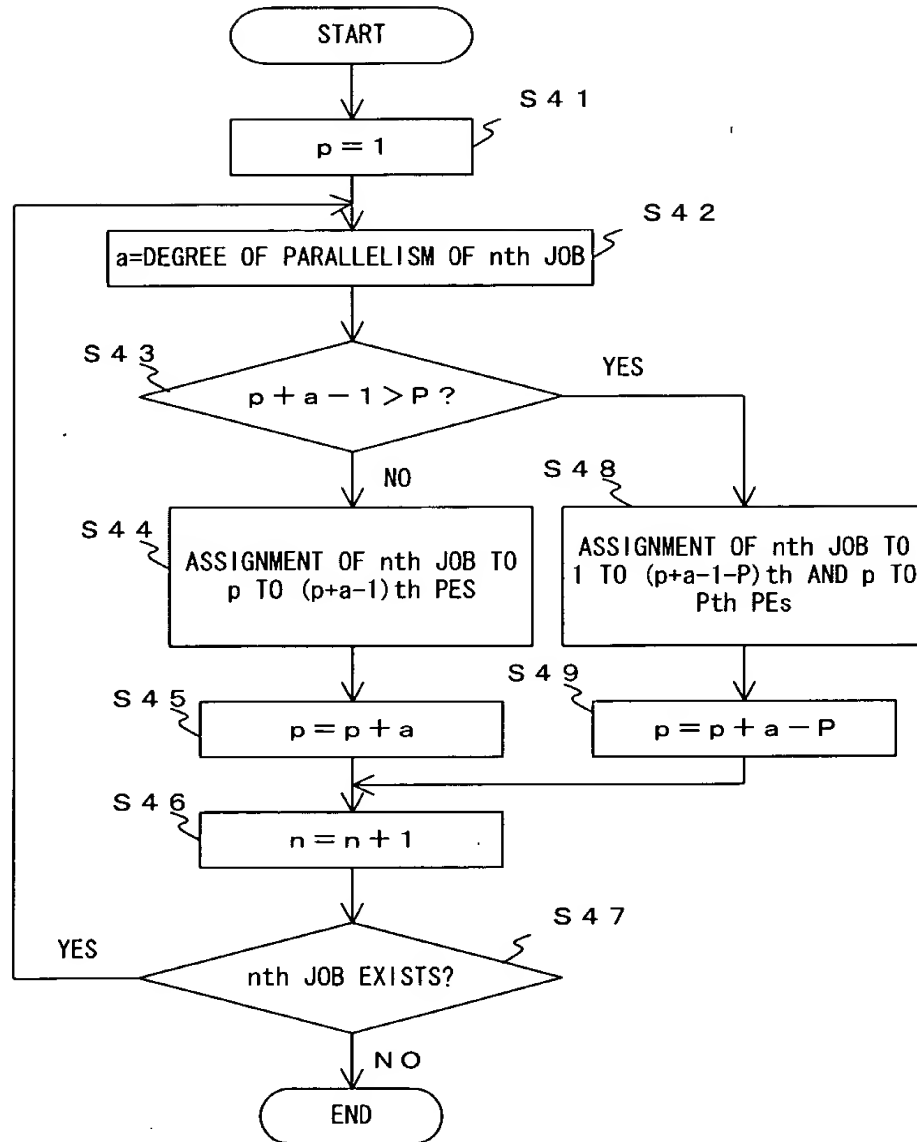 START
S41
p=1
S42
a=DEGREE OF PARALLELISM OF nth JOB
S43
p+a-1>P?
YES
NO
S44
ASSIGNMENT OF nth JOB TO
p TO (p+a-1)th PES
S48
ASSIGNMENT OF nth JOB TO
1 TO (p+a-1-P)th AND p TO
Pth PEs
S45
p=p+a
S49
p=p+a-P
S46
n=n+1
S47
nth JOB EXISTS?
YES
NO
END